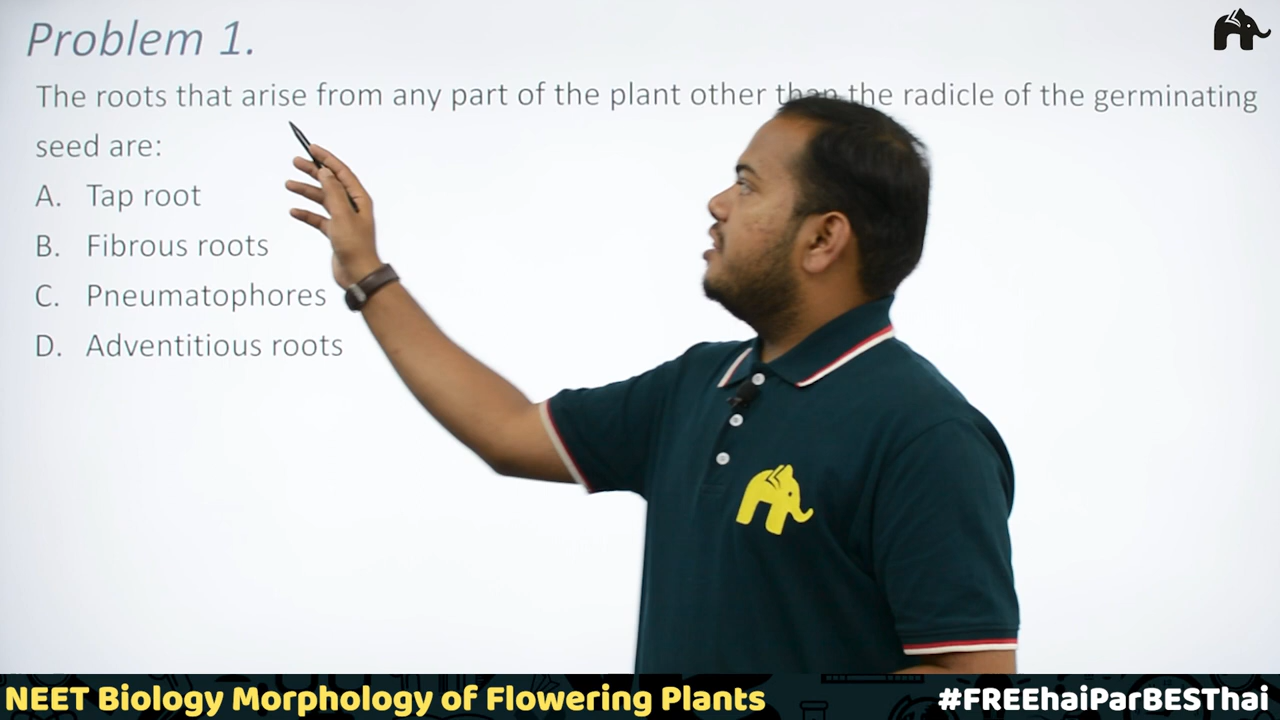 Problem 1.
The roots that arise from any part of the plant other than the radicle of the germinating
seed are:
A. Tap root
B. Fibrous roots
C. Pneumatophores
D. Adventitious roots
NEET Biology Morphology of Flowering Plants
#FREEhaiParBESThai